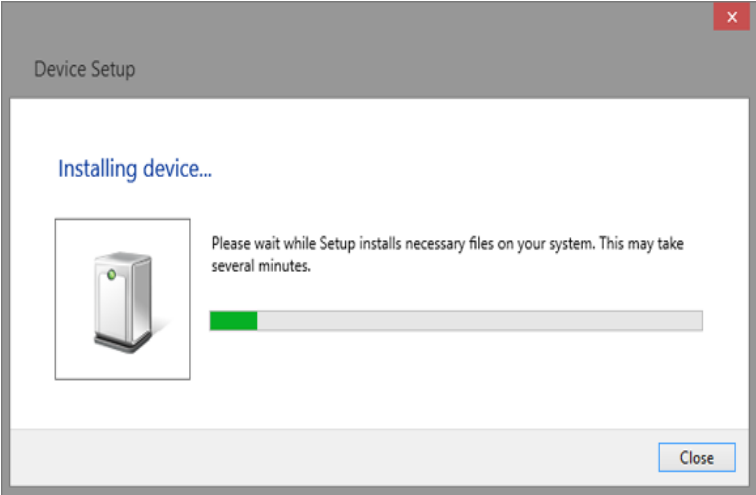 Device Setup
Installing device...
Please wait while Setup installs necessary files on your system. This may take
several minutes.
Close